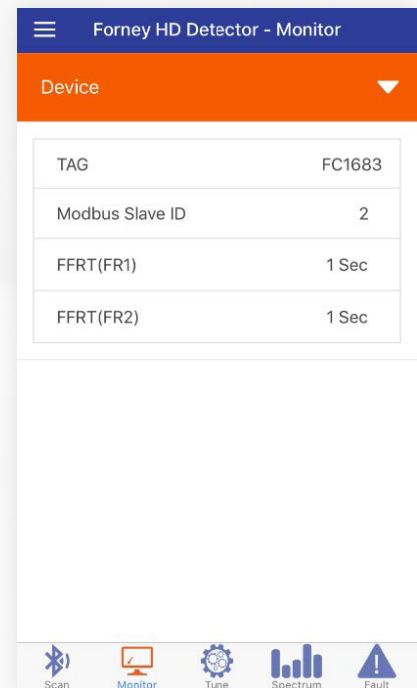 Forney HD Detector - Monitor
Device
TAG FC1683
Modbus Slave ID 2
FFRT(FR1) 1 Sec
FFRT(FR2) 1 Sec
Scan Monitor Tune Spectrum Fault